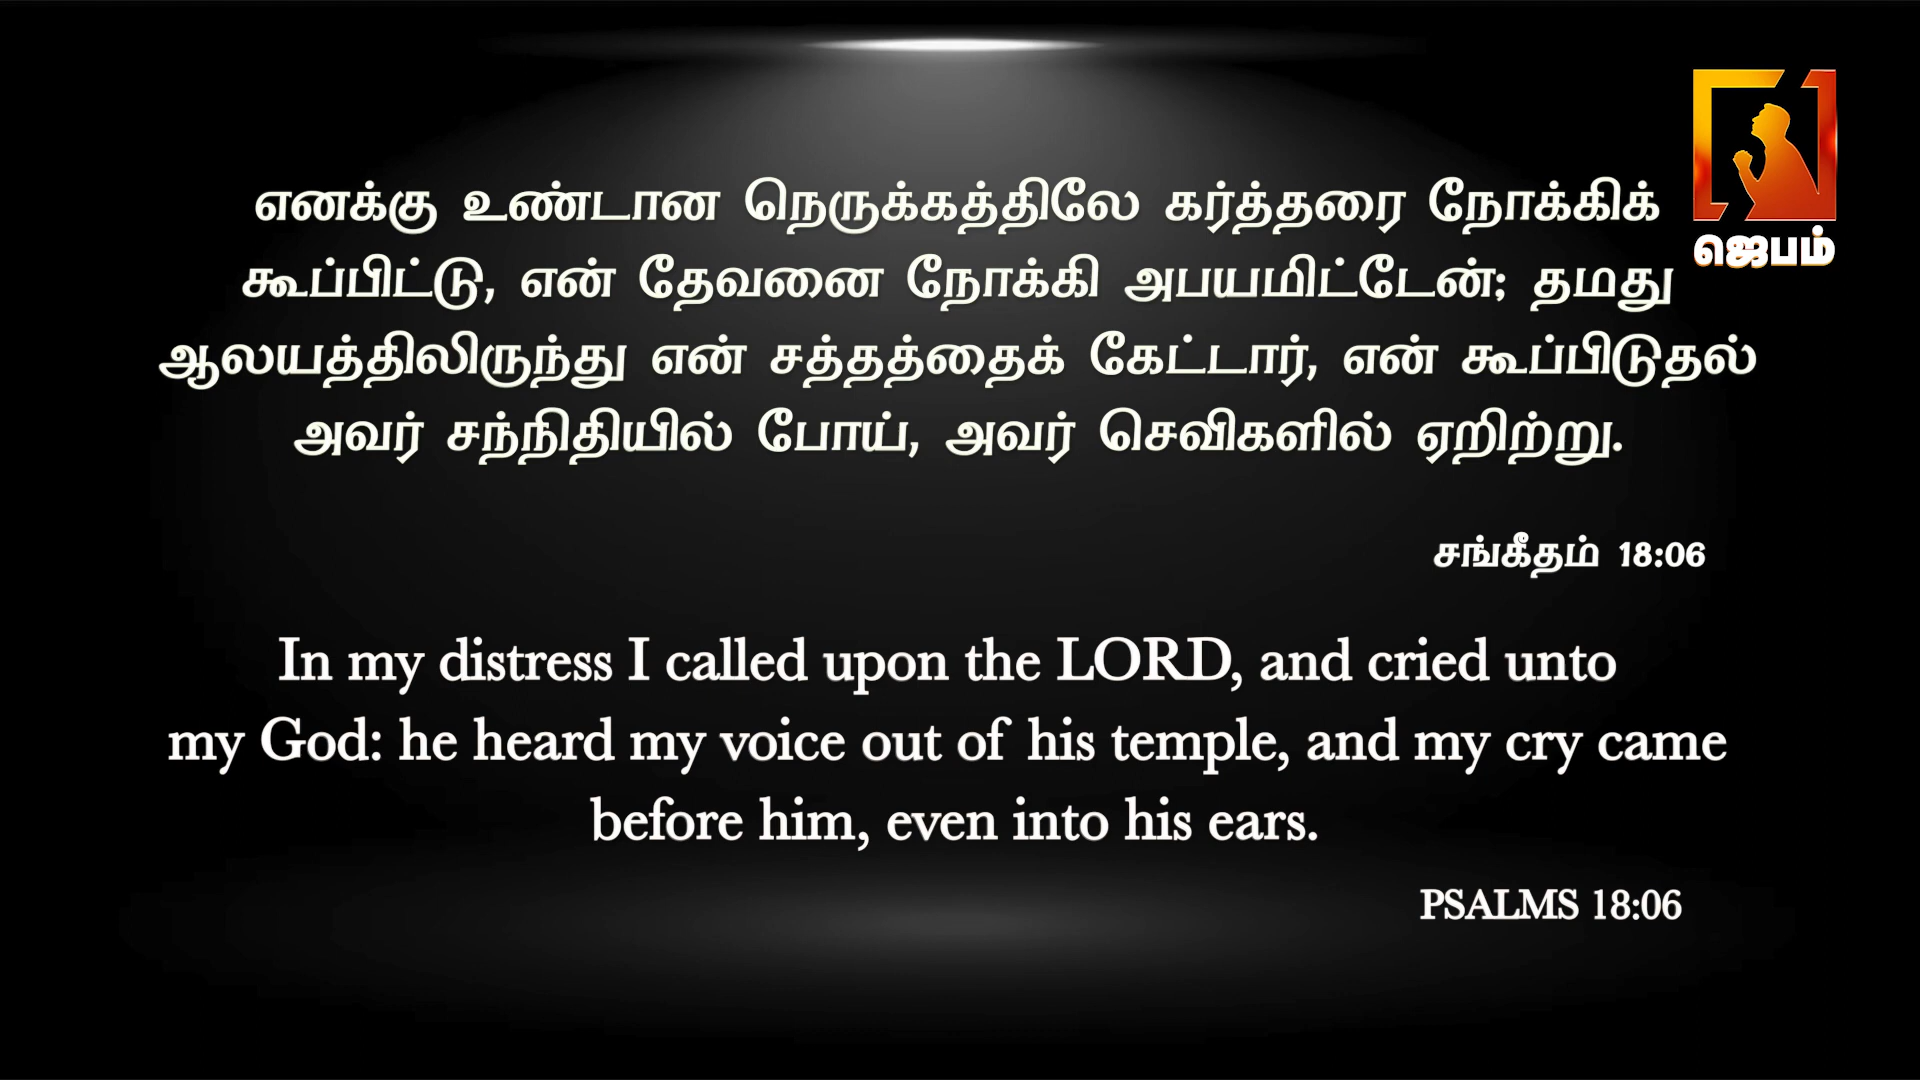 எனக்கு உண்டான நெருக்கத்திலே கர்த்தரை நோக்கிக்
கூப்பிட்டு, என் தேவனை நோக்கி அபயமிட்டேன்; தமது
ஆலயத்திலிருந்து என் சத்தத்தைக் கேட்டார், என் கூப்பிடுதல்
அவர் சந்நிதியில் போய், அவர் செவிகளில் ஏறிற்று.
ஜெபம்
சங்கீதம் 18:06
In my distress I called upon the LORD, and cried unto
my God: he heard my voice out of his temple, and my cry came
before him, even into his ears.
PSALMS 18:06